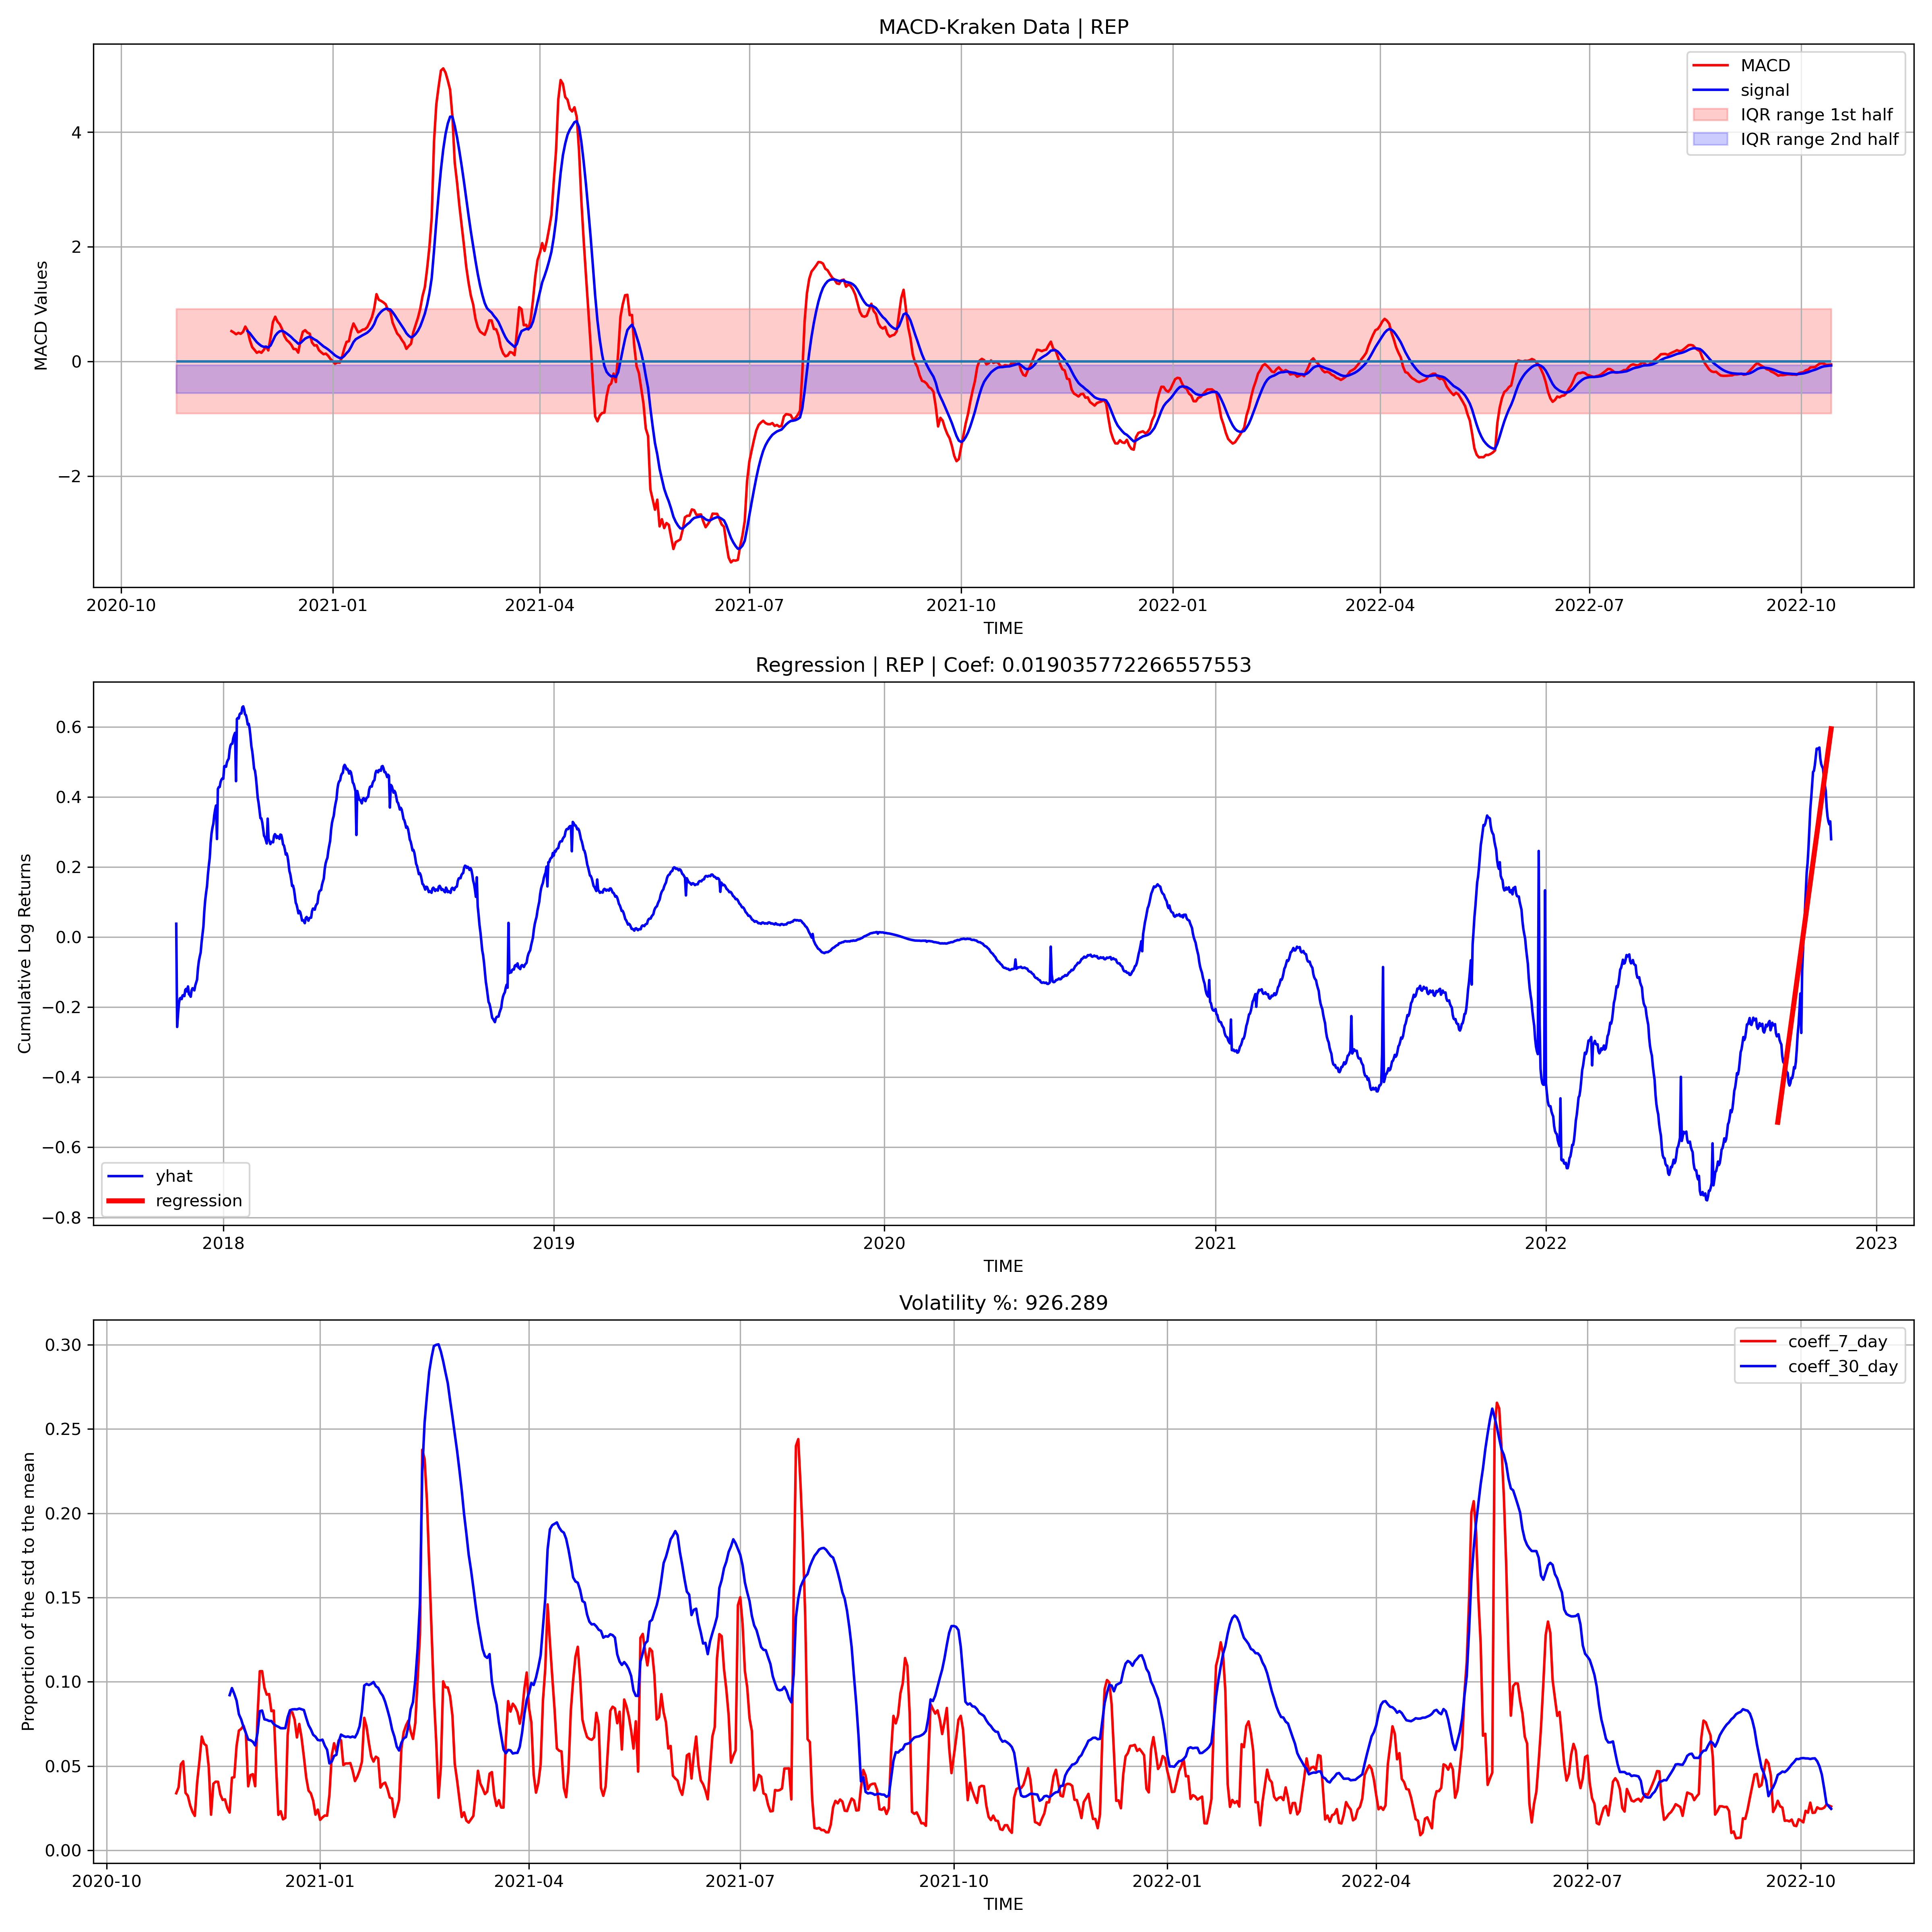 MACD-Kraken Data | REP
MACD Values
4
2
0
−2
MACD
signal
IQR range 1st half
IQR range 2nd half
2020-10 2021-01 2021-04 2021-07 2021-10 2022-01 2022-04 2022-07 2022-10
TIME
Regression | REP | Coef: 0.019035772266557553
Cumulative Log Returns
0.6
0.4
0.2
0.0
−0.2
−0.4
−0.6
−0.8
yhat
regression
2018 2019 2020 2021 2022 2023
TIME
Volatility %: 926.289
Proportion of the std to the mean
0.30
0.25
0.20
0.15
0.10
0.05
0.00
coeff_7_day
coeff_30_day
2020-10 2021-01 2021-04 2021-07 2021-10 2022-01 2022-04 2022-07 2022-10
TIME